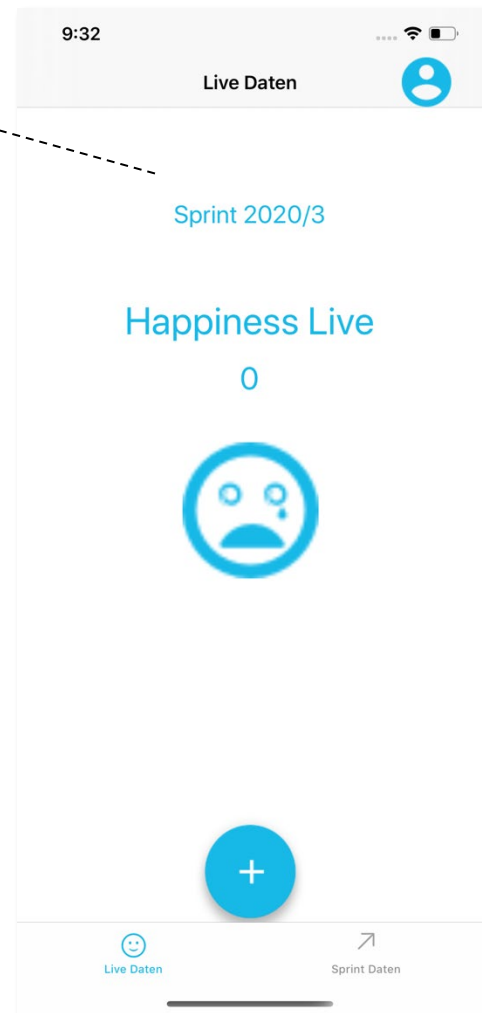 9:32
Live Daten
Sprint 2020/3
Happiness Live
0
+
Live Daten
Sprint Daten